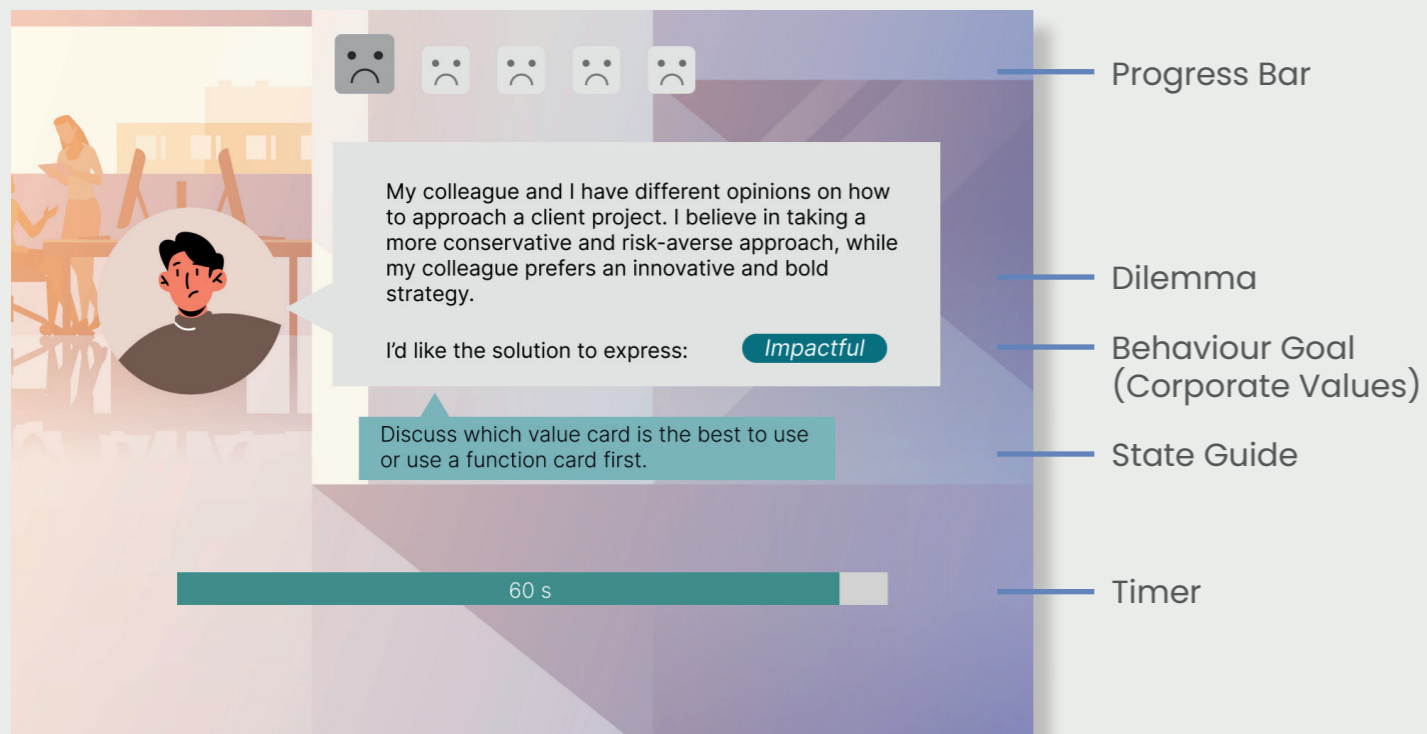 Progress Bar
My colleague and I have different opinions on how
to approach a client project. I believe in taking a
more conservative and risk-averse approach, while
my colleague prefers an innovative and bold
strategy.
Dilemma
I'd like the solution to express: Impactful
Behaviour Goal
(Corporate Values)
Discuss which value card is the best to use
or use a function card first.
State Guide
60 s
Timer